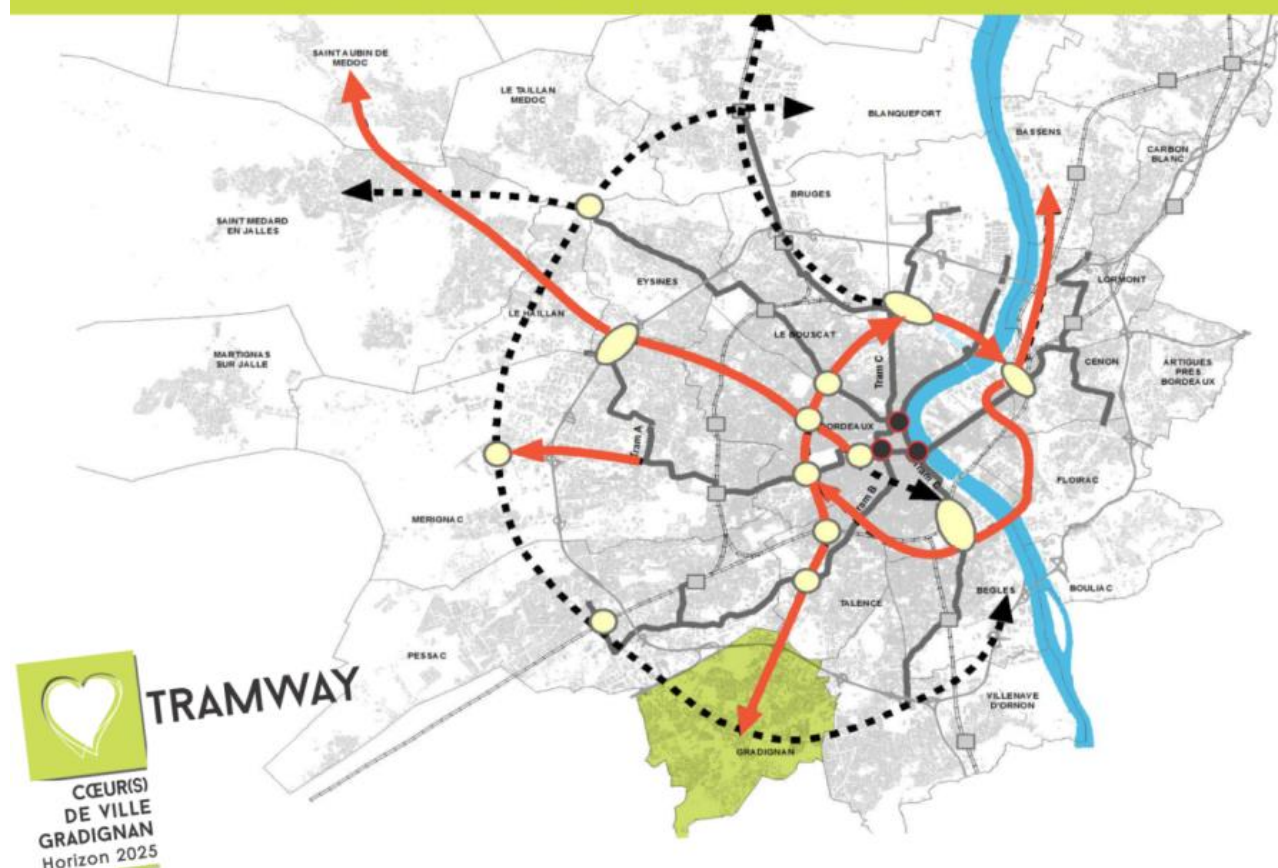 SAINT AUBIN DE
MEDOC
LE TAILLAN
MEDOC
BLANQUEFORT
BASSENS
CARBON
BLANC
BRUGES
SAINT MEDARD
EN JALLES
EYSINES
LORMONT
LE HAILLAN
LE BOUSCAT
MARTIGNAS
SUR JALLE
CENON
ARTIGUES
PRES
BORDEAUX
Tram C
BORDEAUX
Tram A
Tram B
FLOIRAC
MERIGNAC
TALENCE
BEGLES
BOULIAC
PESSAC
VILLENAVE
D'ORNON
GRADIGNAN
TRAMWAY
CŒUR(S)
DE VILLE
GRADIGNAN
Horizon 2025